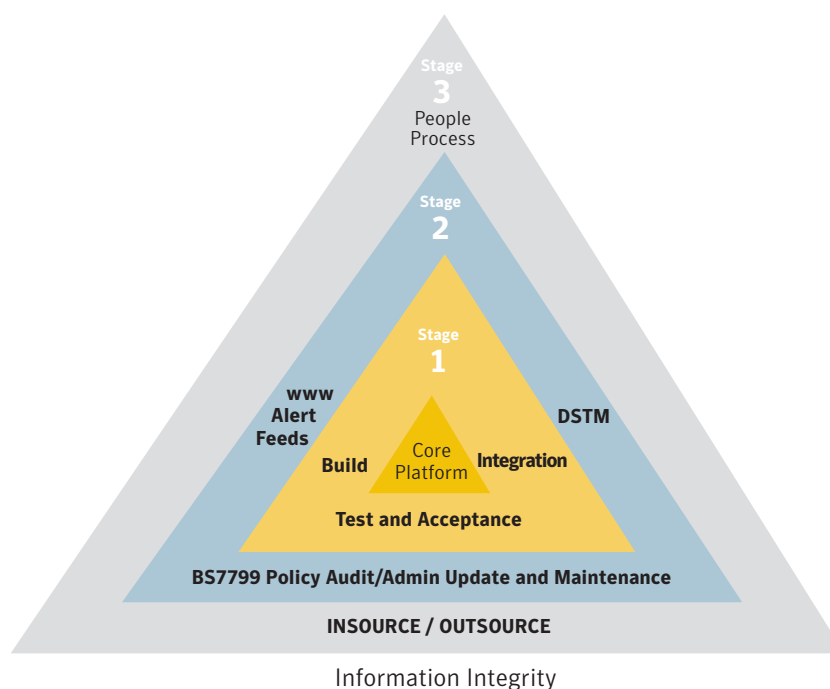 Stage
3
People
Process
Stage
2
Stage
1
www
Alert
Feeds
DSTM
Build
Core
Platform
Integration
Test and Acceptance
BS7799 Policy Audit/Admin Update and Maintenance
INSOURCE / OUTSOURCE
Information Integrity